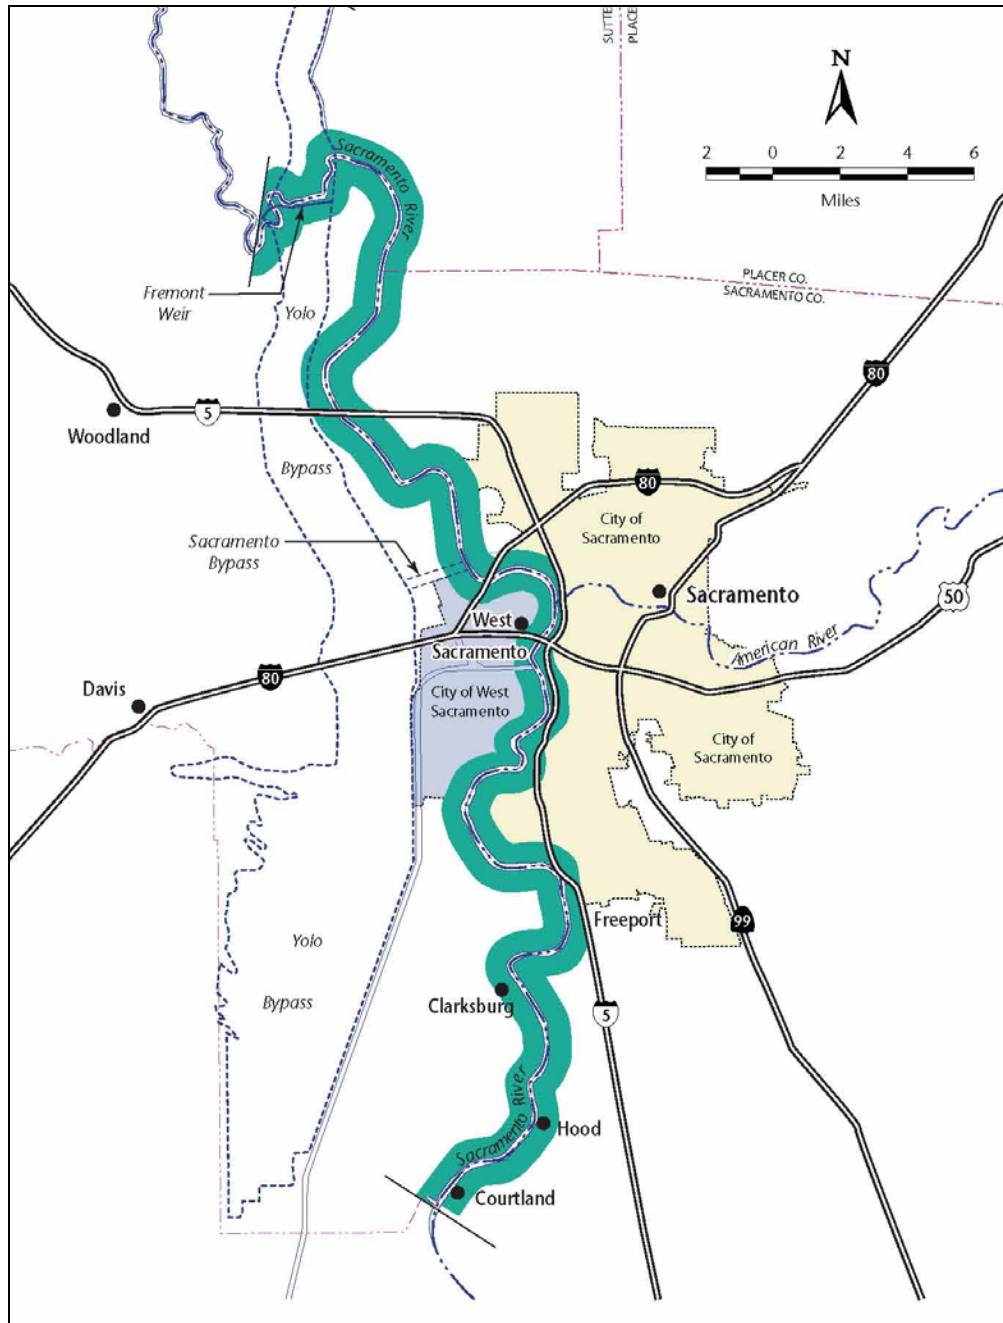 SUTTE
PLACE
N
2 0 2 4 6
Miles
Sacramento River
PLACER CO.
SACRAMENTO CO.
Fremont
Weir
Yolo
80
5
Woodland
Bypass
80
City of
Sacramento
Sacramento
Bypass
Sacramento
50
West
Sacramento
American River
80
Davis
City of West
Sacramento
City of
Sacramento
Freeport
99
Yolo
Bypass
Clarksburg
5
Sacramento River
Hood
Courtland